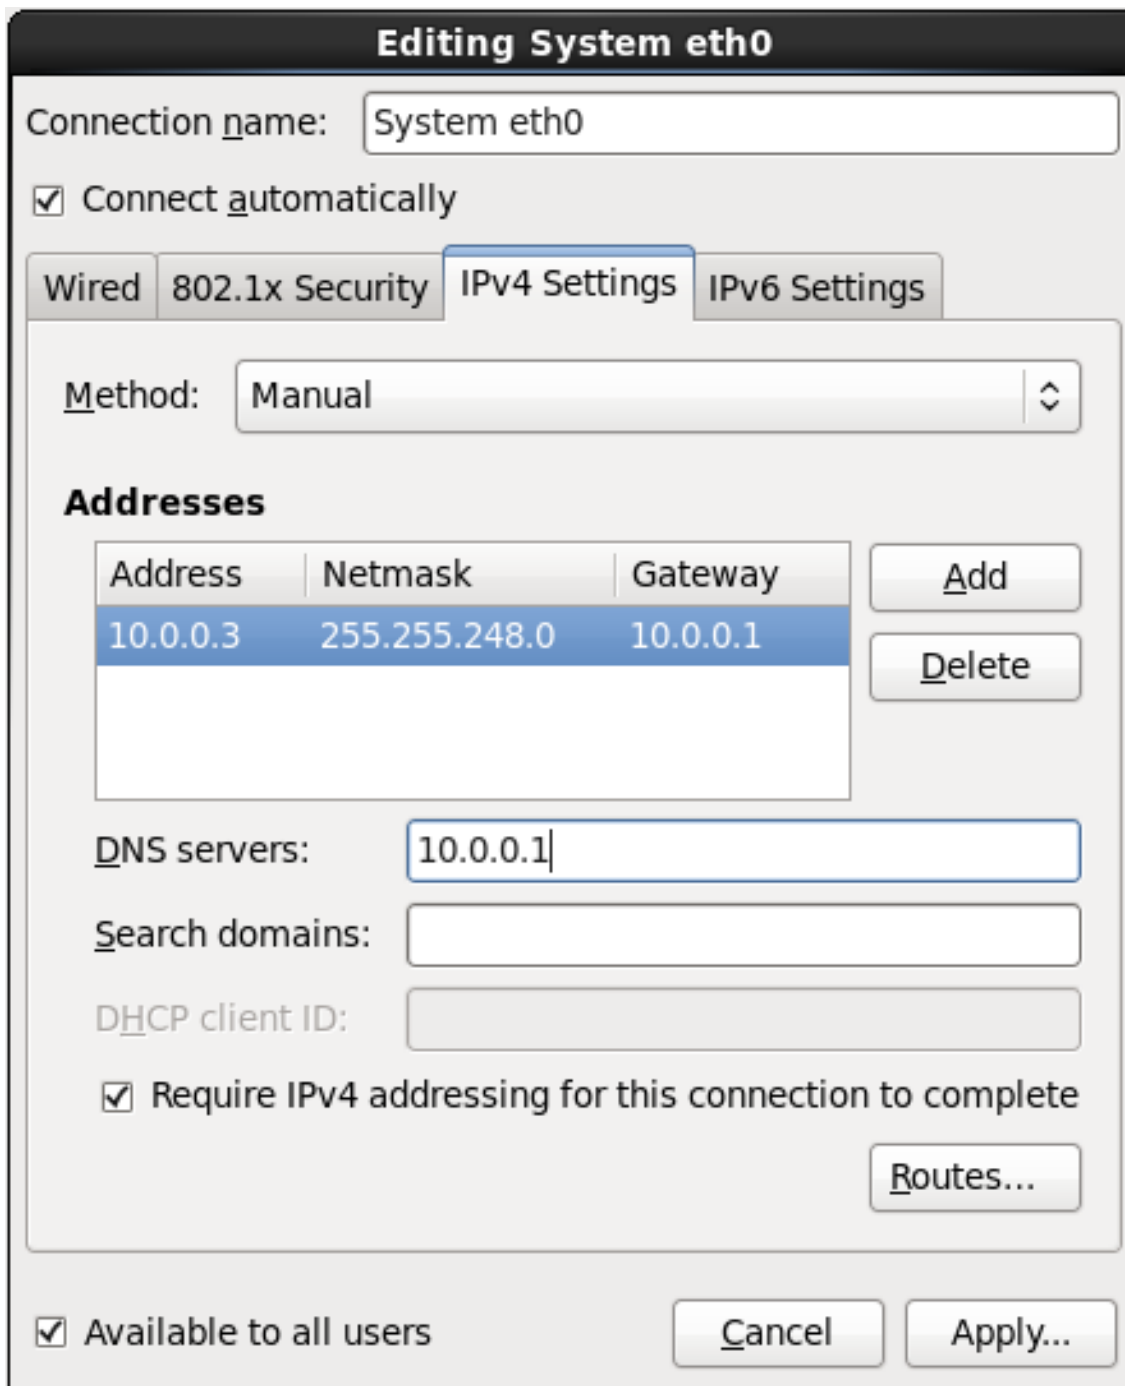 Editing System eth0
Connection name: System eth0
Connect automatically
Wired 802.1x Security IPv4 Settings IPv6 Settings
Method: Manual
Addresses
Address Netmask Gateway Add
10.0.0.3 255.255.248.0 10.0.0.1
Delete
DNS servers: 10.0.0.1
Search domains:
DHCP client ID:
Require IPv4 addressing for this connection to complete
Routes...
Available to all users Cancel Apply...